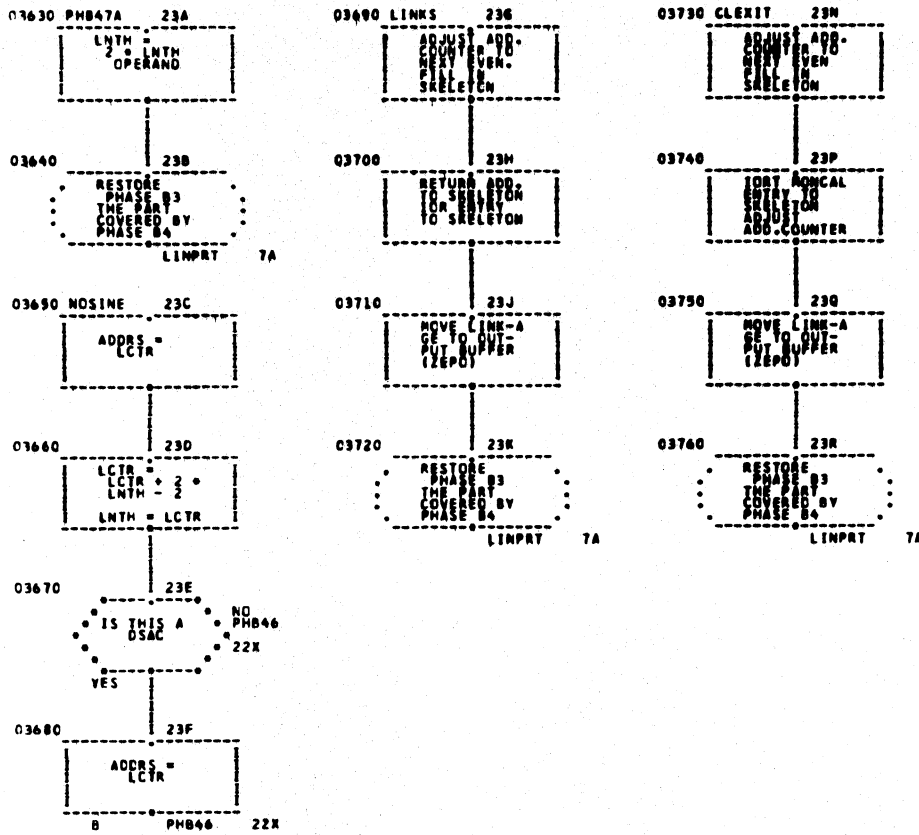 03630 PHB47A 23A
LNTH =
2 * LNTH
OPERAND
03640 23B
RESTORE
PHASE B3
THE PART
COVERED BY
PHASE B4
LINPRT 7A
03650 NOSINE 23C
ADDRS =
LCTR
03660 23D
LCTR =
LCTR + 2 *
LNTH - 2
LNTH = LCTR
03670 23E
IS THIS A
DSAC
NO
PHB46
22X
YES
03680 23F
ADDRS =
LCTR
B PHB46 22X
03690 LINKS 23G
ADJUST ADD.
COUNTER TO
NEXT EVEN.
FILL IN
SKELETON
03700 23H
RETURN ADD.
TO SKELETON
FOR ENTRY
TO SKELETON
03710 23J
MOVE LINK-A
GE TO OUT-
PUT BUFFER
(ZEPO)
03720 23K
RESTORE
PHASE B3
THE PART
COVERED BY
PHASE B4
LINPRT 7A
03730 CLEXIT 23N
ADJUST ADD.
COUNTER TO
NEXT EVEN
FILL IN
SKELETON
03740 23P
IORT MONCAL
ENTRY TO
SKELETON
ADJUST
ADD.COUNTER
03750 23Q
MOVE LINK-A
GE TO OUT-
PUT BUFFER
(ZEPO)
03760 23R
RESTORE
PHASE B3
THE PART
COVERED BY
PHASE B4
LINPRT 7A